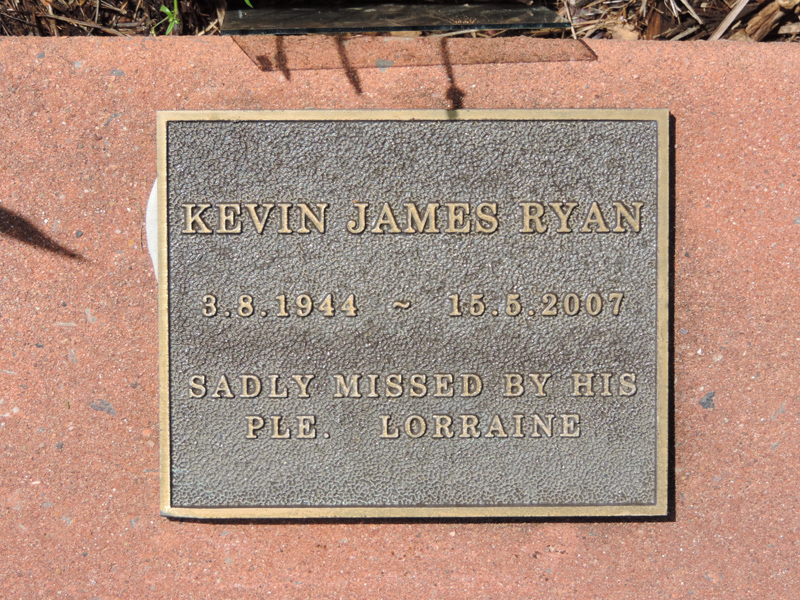 KEVIN JAMES RYAN
3.8.1944 ~ 15.5.2007
SADLY MISSED BY HIS
PLE. LORRAINE